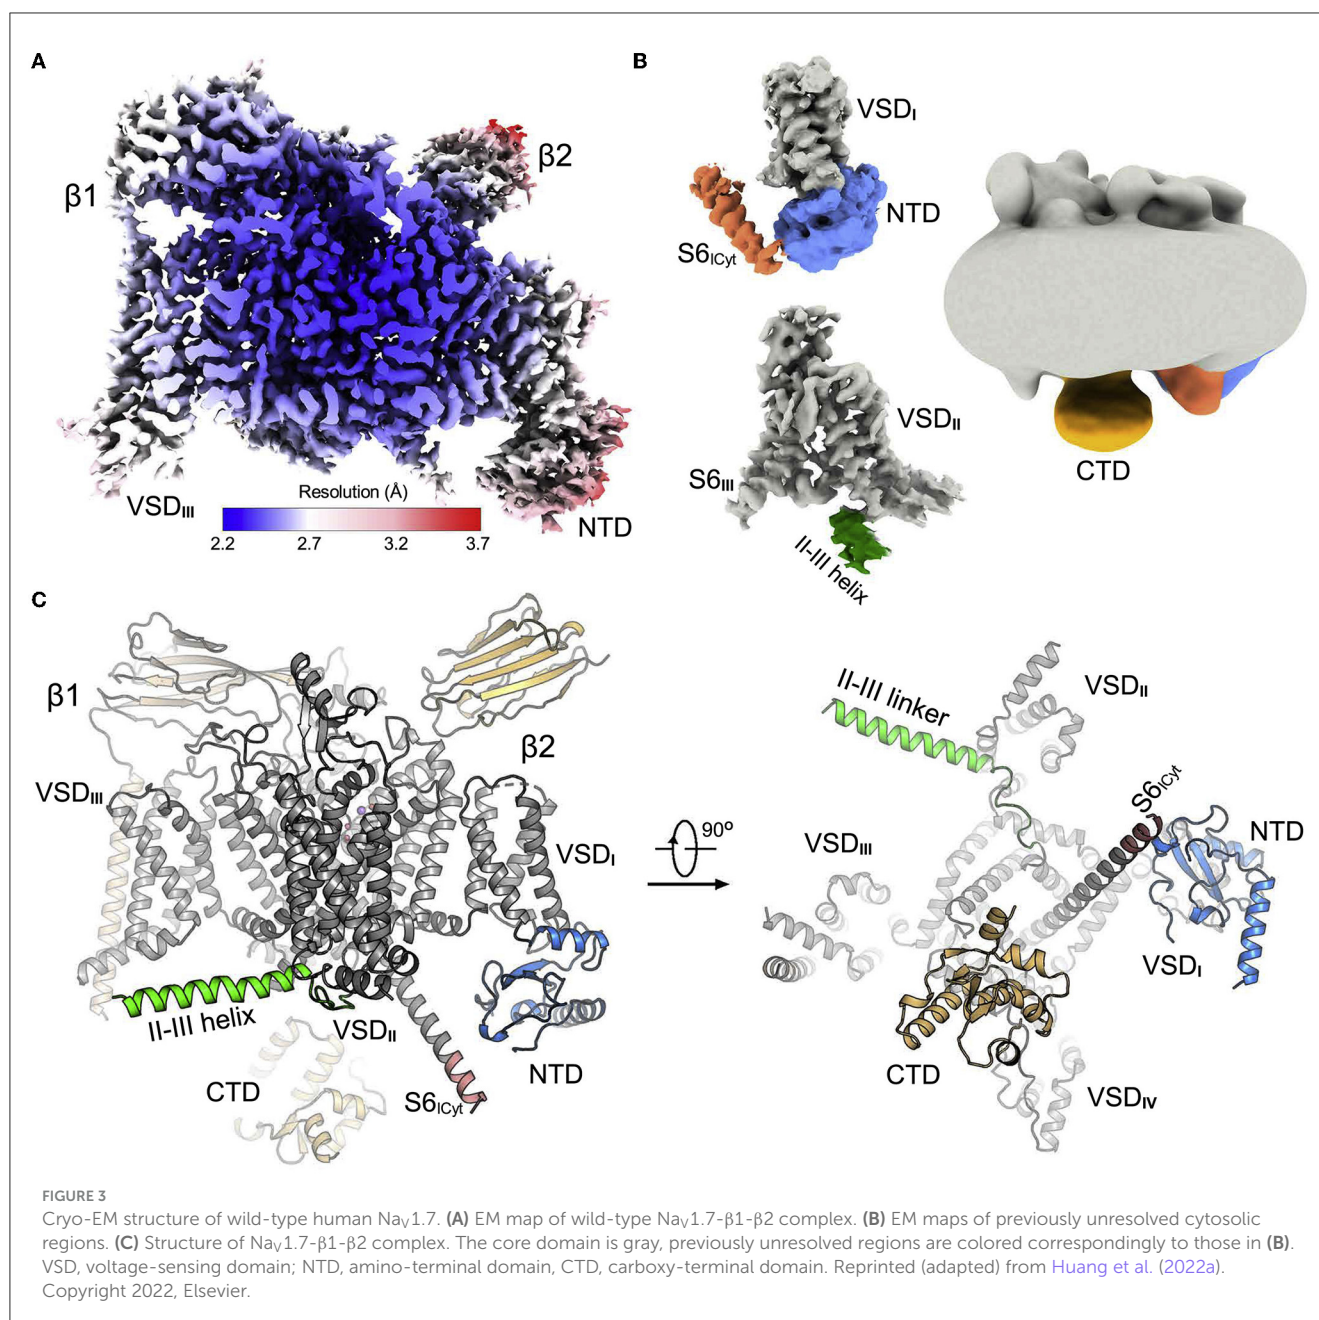 A
β1
β2
VSDIII
NTD
Resolution (Å)
2.2 2.7 3.2 3.7
B
VSDI
NTD
S6ICyt
VSDII
S6III
II-III helix
CTD
C
β1
β2
VSDIII
VSDI
II-III helix
VSDII
CTD
S6ICyt
NTD
90°
II-III linker
VSDII
S6ICyt
NTD
VSDIII
VSDI
CTD
VSDIV
FIGURE 3
Cryo-EM structure of wild-type human NaV1.7. (A) EM map of wild-type NaV1.7-β1-β2 complex. (B) EM maps of previously unresolved cytosolic
regions. (C) Structure of NaV1.7-β1-β2 complex. The core domain is gray, previously unresolved regions are colored correspondingly to those in (B).
VSD, voltage-sensing domain; NTD, amino-terminal domain, CTD, carboxy-terminal domain. Reprinted (adapted) from Huang et al. (2022a).
Copyright 2022, Elsevier.